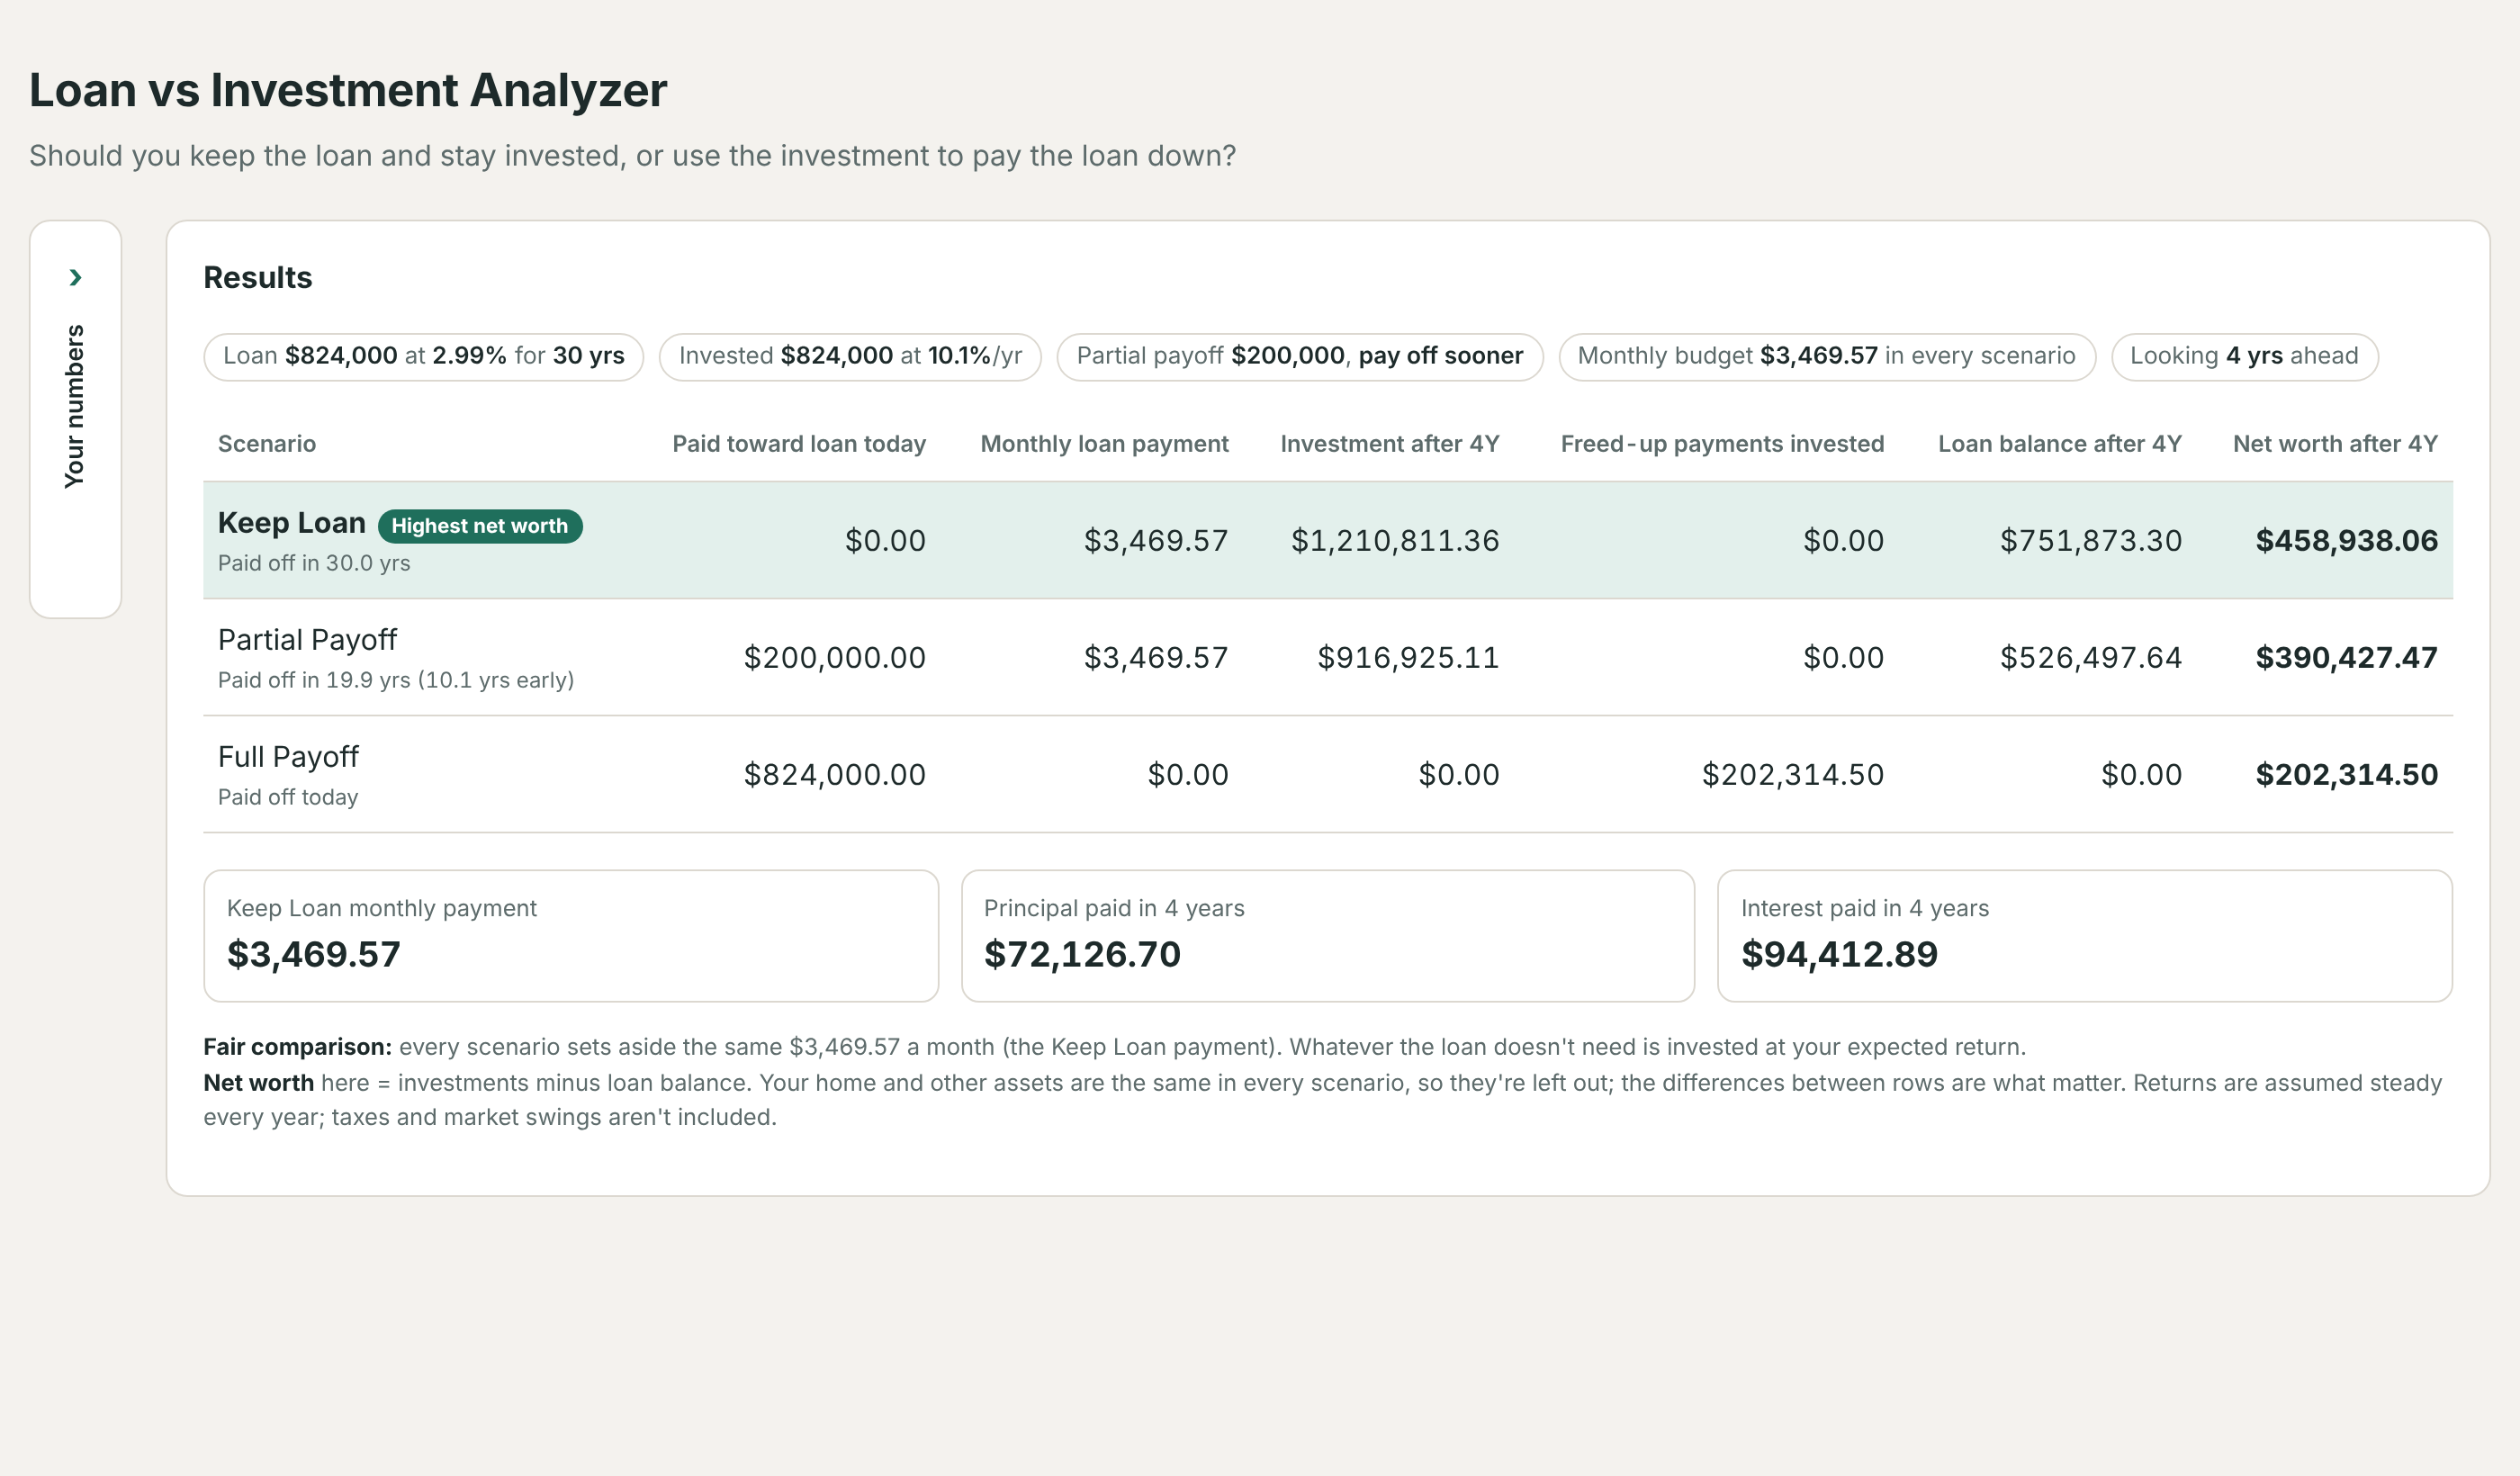 Loan vs Investment Analyzer
Should you keep the loan and stay invested, or use the investment to pay the loan down?
Your numbers
Results
Loan $824,000 at 2.99% for 30 yrs
Invested $824,000 at 10.1%/yr
Partial payoff $200,000, pay off sooner
Monthly budget $3,469.57 in every scenario
Looking 4 yrs ahead
Scenario Paid toward loan today Monthly loan payment Investment after 4Y Freed-up payments invested Loan balance after 4Y Net worth after 4Y
Keep Loan Highest net worth $0.00 $3,469.57 $1,210,811.36 $0.00 $751,873.30 $458,938.06
Paid off in 30.0 yrs
Partial Payoff $200,000.00 $3,469.57 $916,925.11 $0.00 $526,497.64 $390,427.47
Paid off in 19.9 yrs (10.1 yrs early)
Full Payoff $824,000.00 $0.00 $0.00 $202,314.50 $0.00 $202,314.50
Paid off today
Keep Loan monthly payment
$3,469.57
Principal paid in 4 years
$72,126.70
Interest paid in 4 years
$94,412.89
Fair comparison: every scenario sets aside the same $3,469.57 a month (the Keep Loan payment). Whatever the loan doesn't need is invested at your expected return.
Net worth here = investments minus loan balance. Your home and other assets are the same in every scenario, so they're left out; the differences between rows are what matter. Returns are assumed steady
every year; taxes and market swings aren't included.